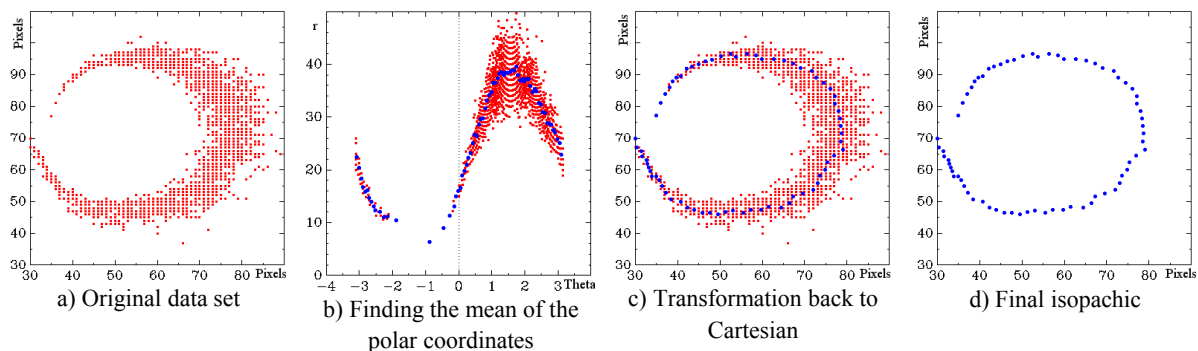 Pixels
90
80
70
60
50
40
30
30 40 50 60 70 80 Pixels
a) Original data set
r
40
30
20
10
0
−4 −3 −2 −1 0 1 2 Theta 3
b) Finding the mean of the
polar coordinates
Pixels
90
80
70
60
50
40
30
30 40 50 60 70 80 Pixels
c) Transformation back to
Cartesian
Pixels
90
80
70
60
50
40
30
30 40 50 60 70 80 Pixels
d) Final isopachic